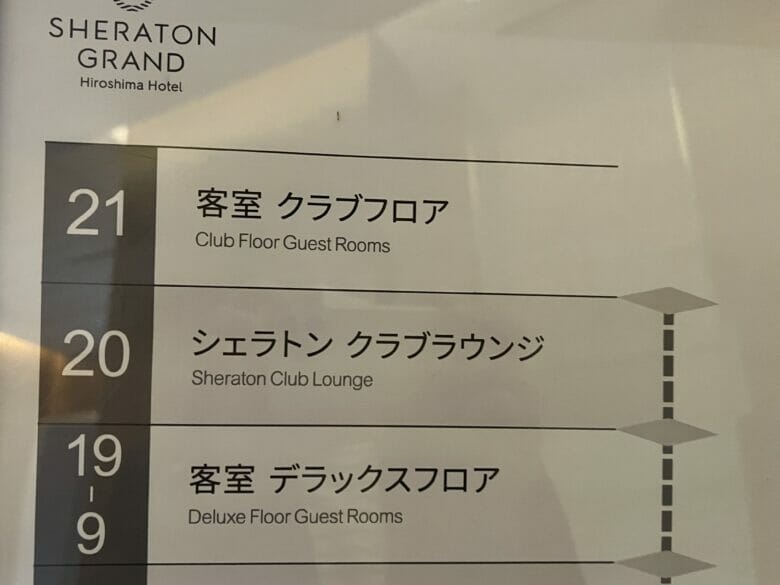 SHERATON
GRAND
Hiroshima Hotel
21
客室 クラブフロア
Club Floor Guest Rooms
20
シェラトン クラブラウンジ
Sheraton Club Lounge
19
-
9
客室 デラックスフロア
Deluxe Floor Guest Rooms